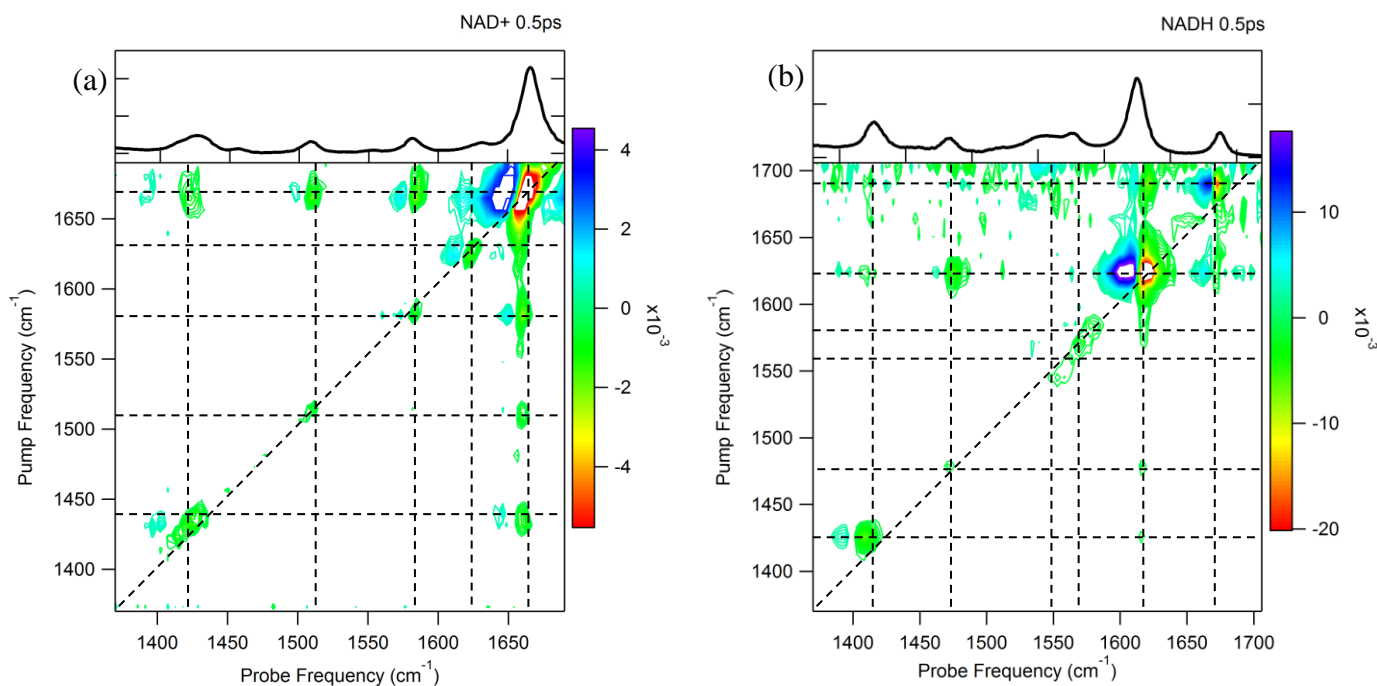 NAD+ 0.5ps
(a)
4
2
0
-2
-4
x10⁻³
1650
1600
1550
1500
1450
1400
Pump Frequency (cm⁻¹)
1400 1450 1500 1550 1600 1650
Probe Frequency (cm⁻¹)
NADH 0.5ps
(b)
10
0
-10
-20
x10⁻³
1700
1650
1600
1550
1500
1450
1400
Pump Frequency (cm⁻¹)
1400 1450 1500 1550 1600 1650 1700
Probe Frequency (cm⁻¹)